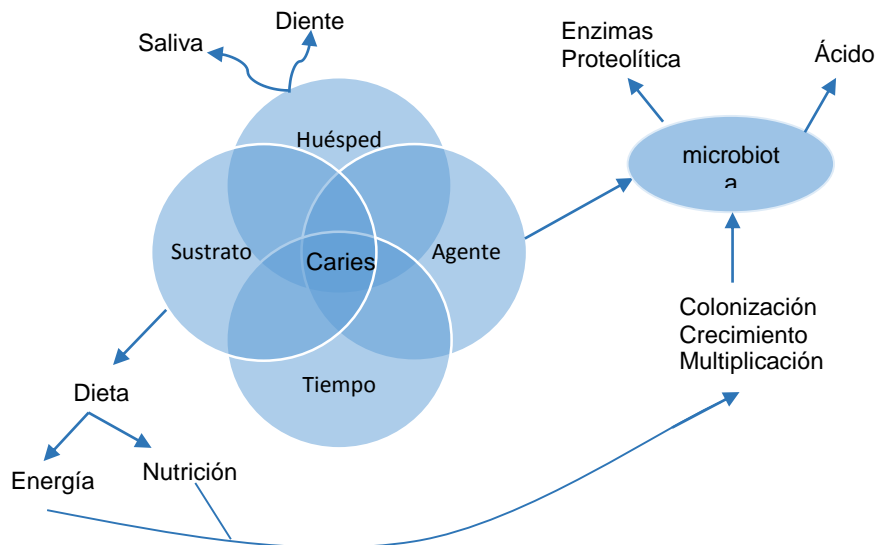 Diente
Saliva
Enzimas
Proteolítica
Ácido
Huésped
microbiot
a
Sustrato
Caries
Agente
Colonización
Crecimiento
Multiplicación
Tiempo
Dieta
Energía
Nutrición